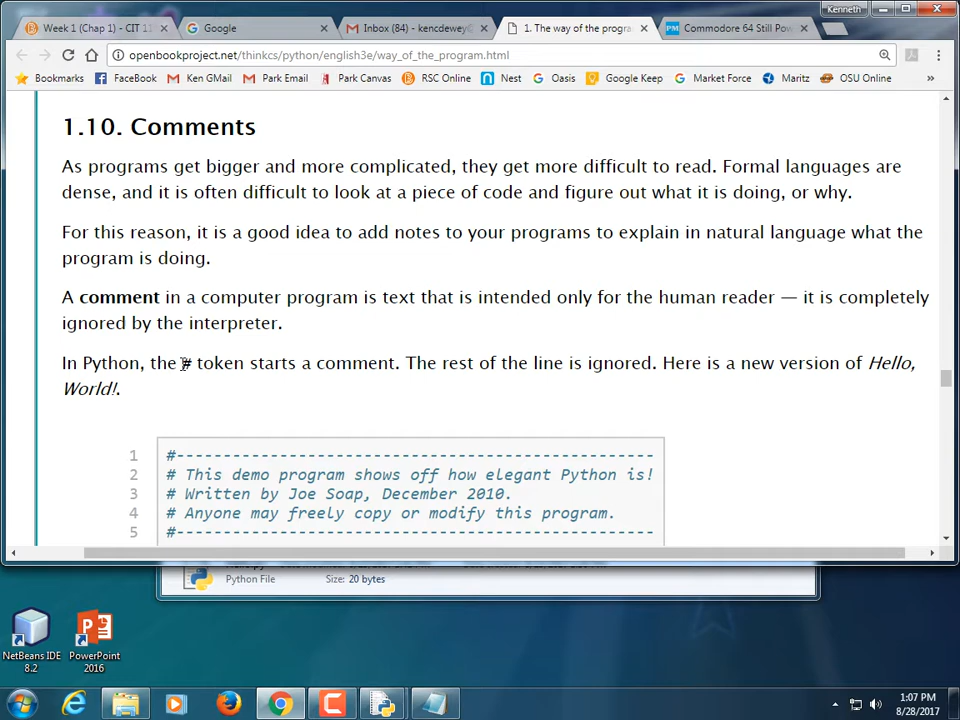 Kenneth
Week 1 (Chap 1) - CIT 11
Google
Inbox (84) - kencdewey@
1. The way of the progra
Commodore 64 Still Pow
openbookproject.net/thinkcs/python/english3e/way_of_the_program.html
Bookmarks
FaceBook
Ken GMail
Park Email
Park Canvas
RSC Online
Nest
Oasis
Google Keep
Market Force
Maritz
OSU Online
»
1.10. Comments
As programs get bigger and more complicated, they get more difficult to read. Formal languages are
dense, and it is often difficult to look at a piece of code and figure out what it is doing, or why.
For this reason, it is a good idea to add notes to your programs to explain in natural language what the
program is doing.
A comment in a computer program is text that is intended only for the human reader — it is completely
ignored by the interpreter.
In Python, the # token starts a comment. The rest of the line is ignored. Here is a new version of Hello,
World!.
1 #---------------------------------------------------
2 # This demo program shows off how elegant Python is!
3 # Written by Joe Soap, December 2010.
4 # Anyone may freely copy or modify this program.
5 #---------------------------------------------------
Python File
Size: 20 bytes
NetBeans IDE
8.2
PowerPoint
2016
1:07 PM
8/28/2017